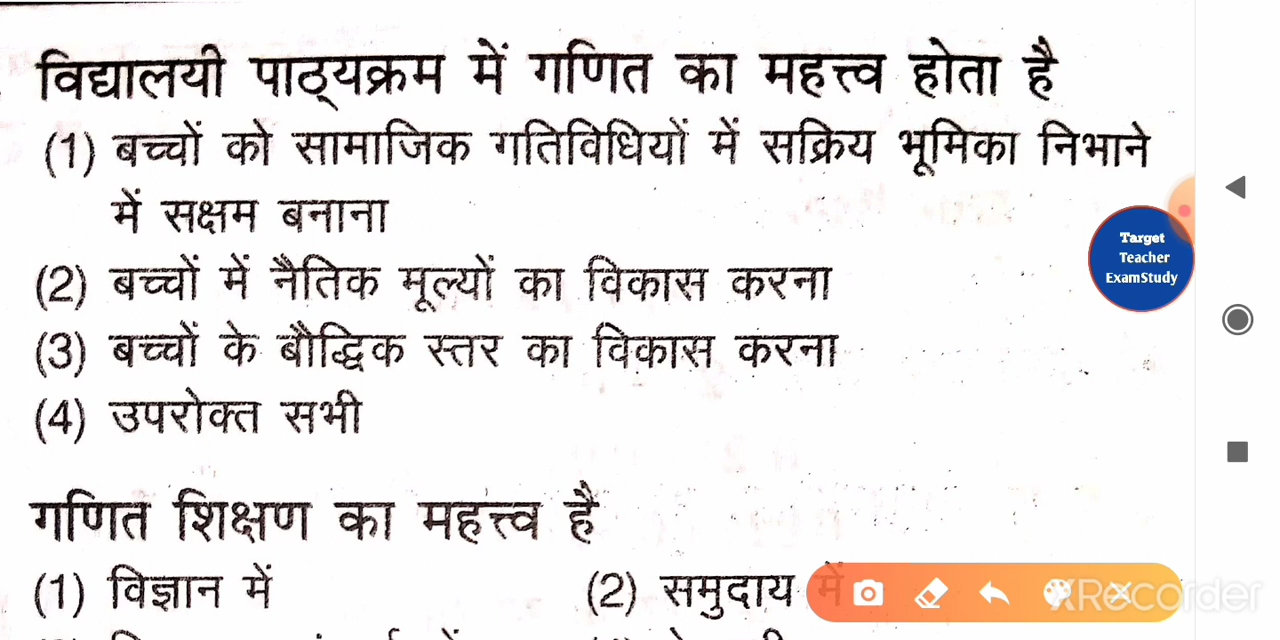 विद्यालयी पाठ्यक्रम में गणित का महत्त्व होता है
(1) बच्चों को सामाजिक गतिविधियों में सक्रिय भूमिका निभाने
में सक्षम बनाना
(2) बच्चों में नैतिक मूल्यों का विकास करना
(3) बच्चों के बौद्धिक स्तर का विकास करना
(4) उपरोक्त सभी
Target
Teacher
ExamStudy
गणित शिक्षण का महत्त्व है
(1) विज्ञान में (2) समुदाय में
XRecorder